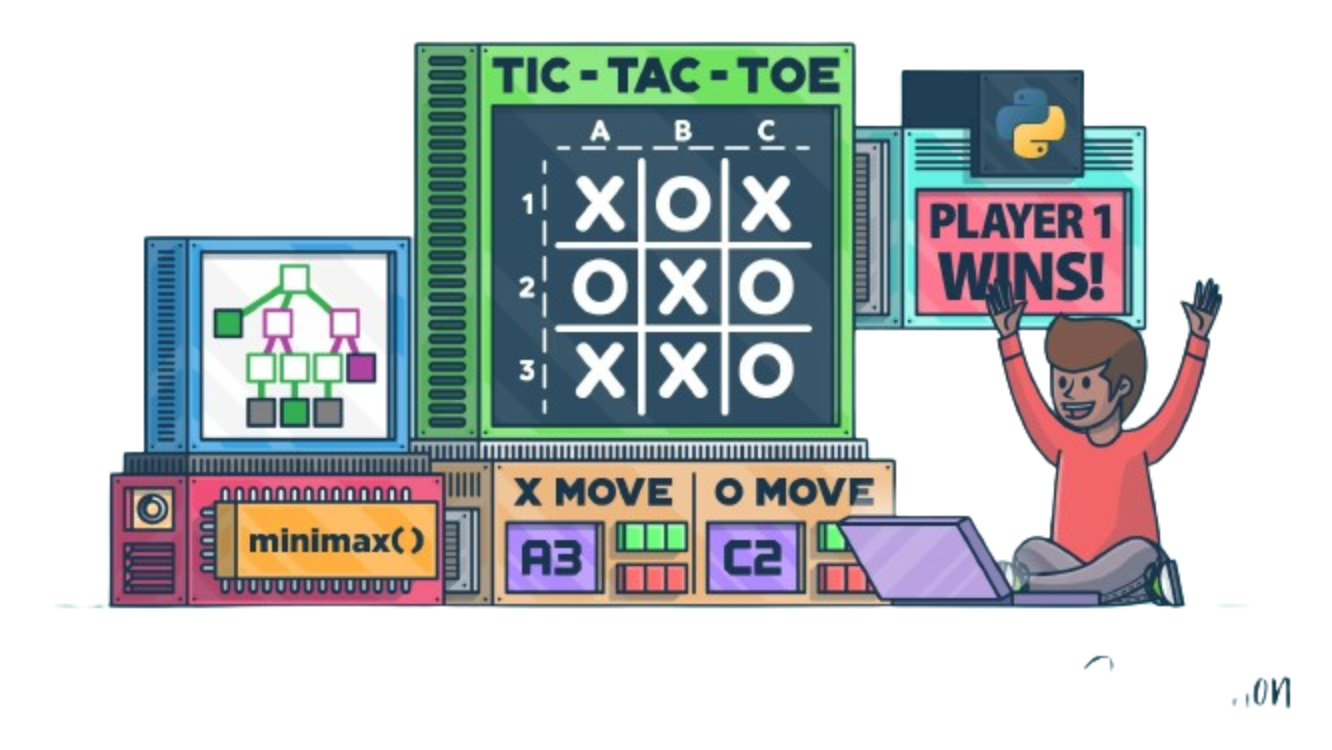 TIC - TAC - TOE
A B C
1 X O X
2 O X O
3 X X O
PLAYER 1
WINS!
minimax()
X MOVE
A3
O MOVE
C2